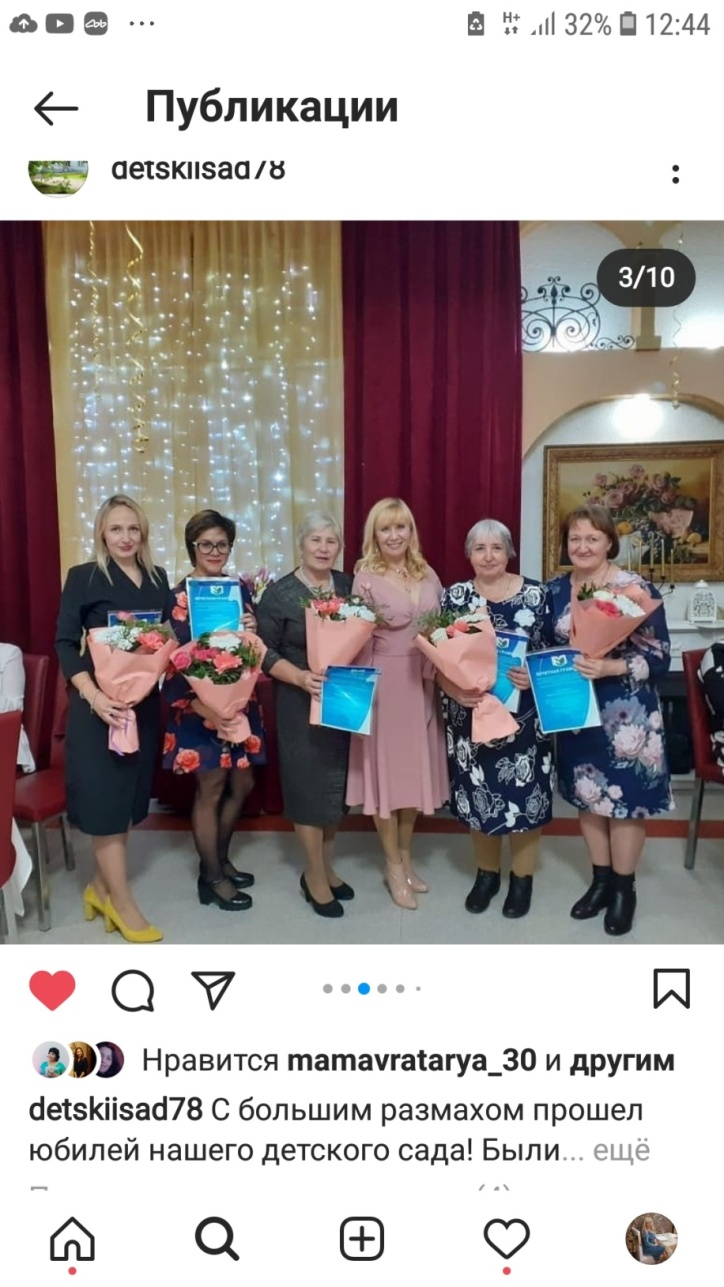 32% 12:44
Публикации
detskiisad78
3/10
Нравится mamavratarya_30 и другим
detskiisad78 С большим размахом прошел
юбилей нашего детского сада! Были... ещё